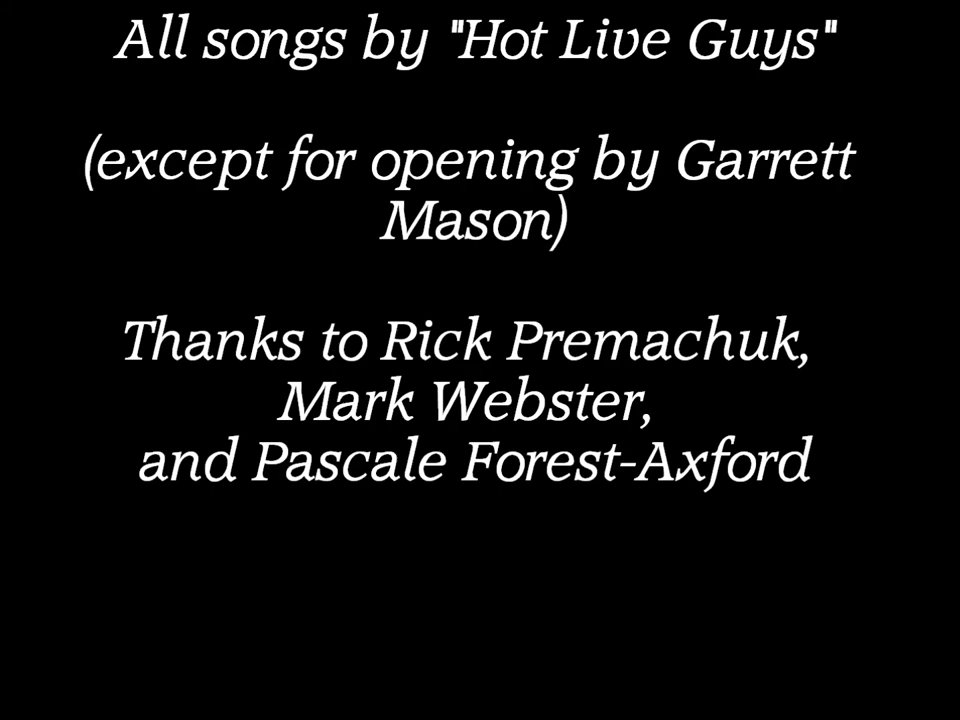 All songs by "Hot Live Guys"
(except for opening by Garrett
Mason)
Thanks to Rick Premachuk,
Mark Webster,
and Pascale Forest-Axford